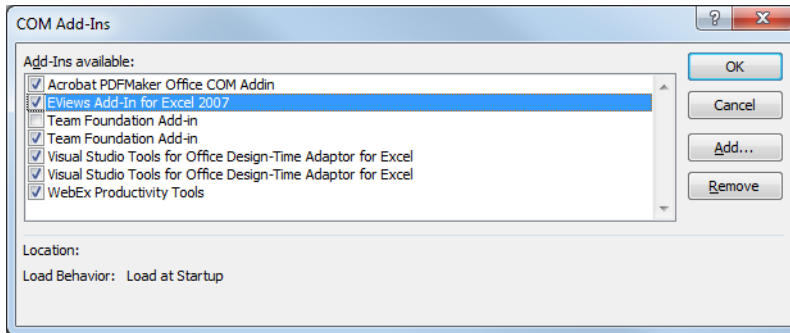 COM Add-Ins
Add-Ins available:
Acrobat PDFMaker Office COM Addin
EViews Add-In for Excel 2007
Team Foundation Add-in
Team Foundation Add-in
Visual Studio Tools for Office Design-Time Adaptor for Excel
Visual Studio Tools for Office Design-Time Adaptor for Excel
WebEx Productivity Tools
OK
Cancel
Add...
Remove
Location:
Load Behavior: Load at Startup